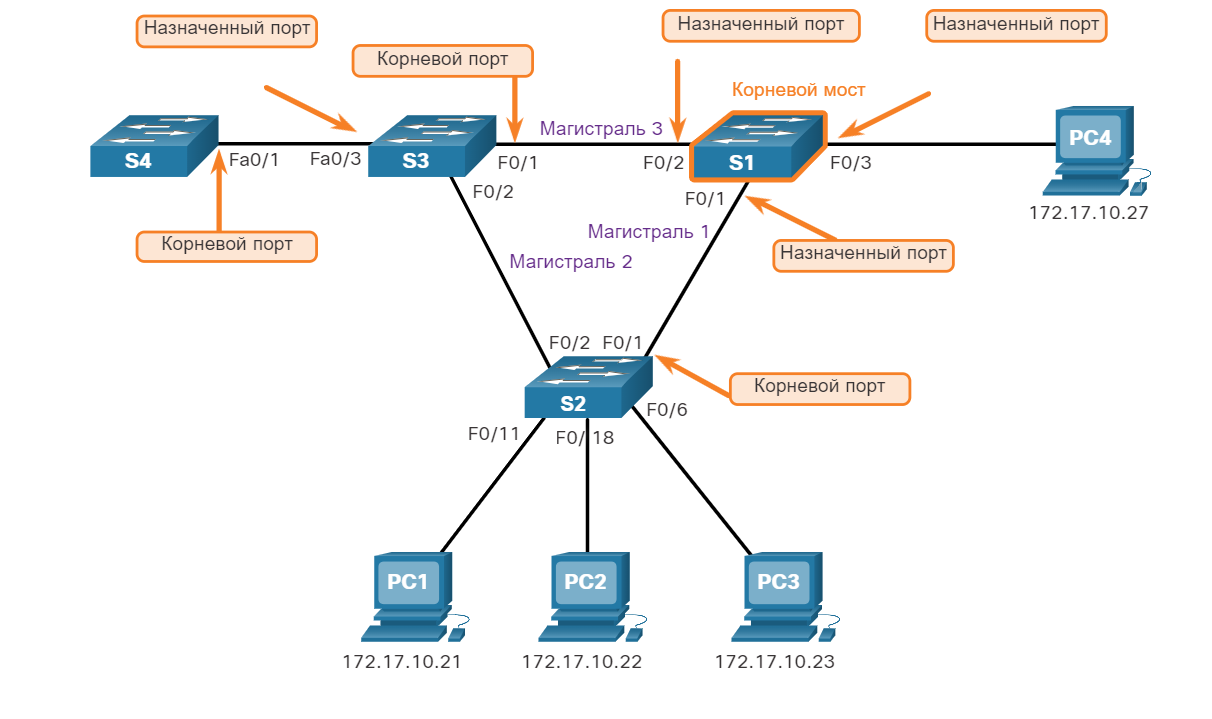 Назначенный порт
Назначенный порт
Назначенный порт
Корневой порт
Корневой мост
Магистраль 3
PC4
S4
Fa0/1
Fa0/3
S3
F0/1
F0/2
S1
F0/3
F0/2
F0/1
172.17.10.27
Корневой порт
Магистраль 1
Назначенный порт
Магистраль 2
F0/2
F0/1
Корневой порт
S2
F0/6
F0/11
F0/18
PC1
PC2
PC3
172.17.10.21
172.17.10.22
172.17.10.23